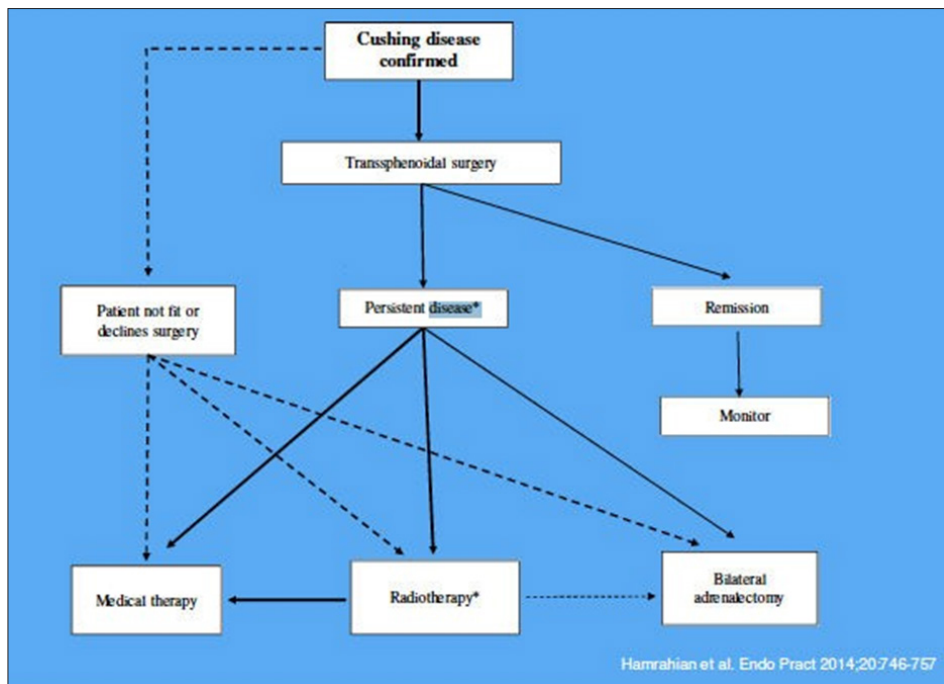 Cushing disease
confirmed
Transsphenoidal surgery
Patient not fit or
declines surgery
Persistent disease*
Remission
Monitor
Medical therapy
Radiotherapy*
Bilateral
adrenalectomy
Hamrahian et al. Endo Pract 2014;20:746-757